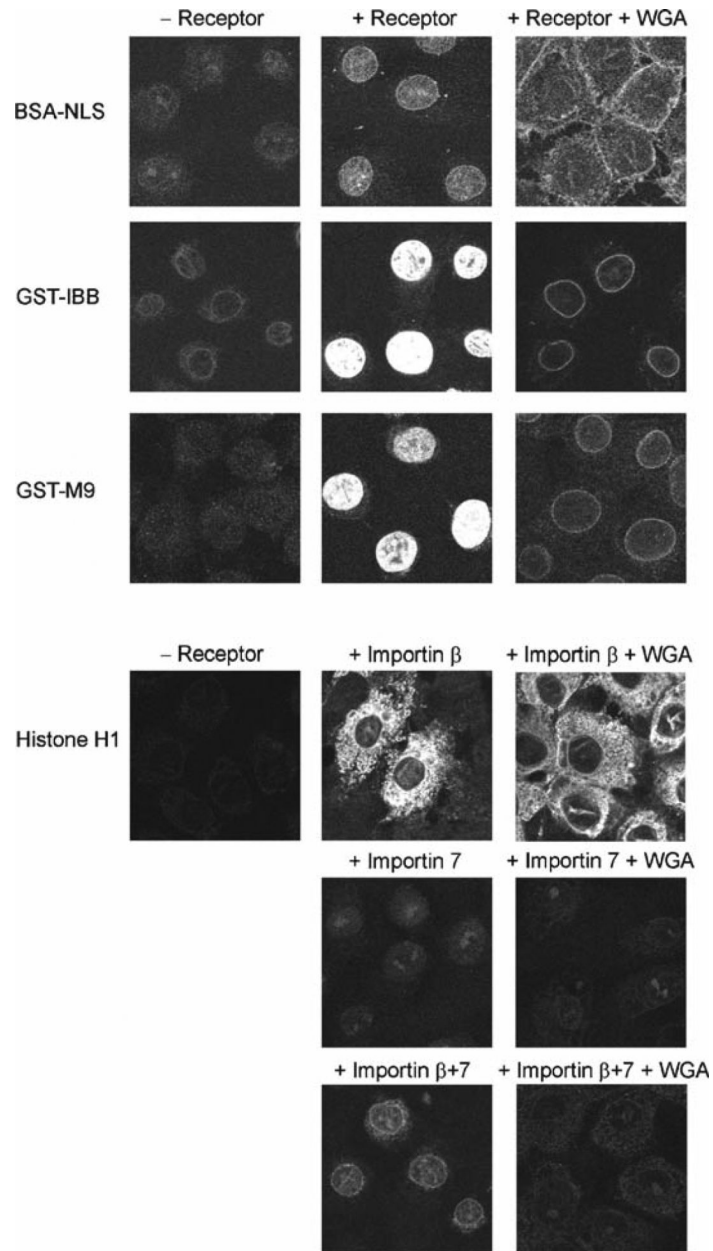 – Receptor + Receptor + Receptor + WGA
BSA-NLS
GST-IBB
GST-M9
– Receptor + Importin β + Importin β + WGA
Histone H1
+ Importin 7 + Importin 7 + WGA
+ Importin β+7 + Importin β+7 + WGA